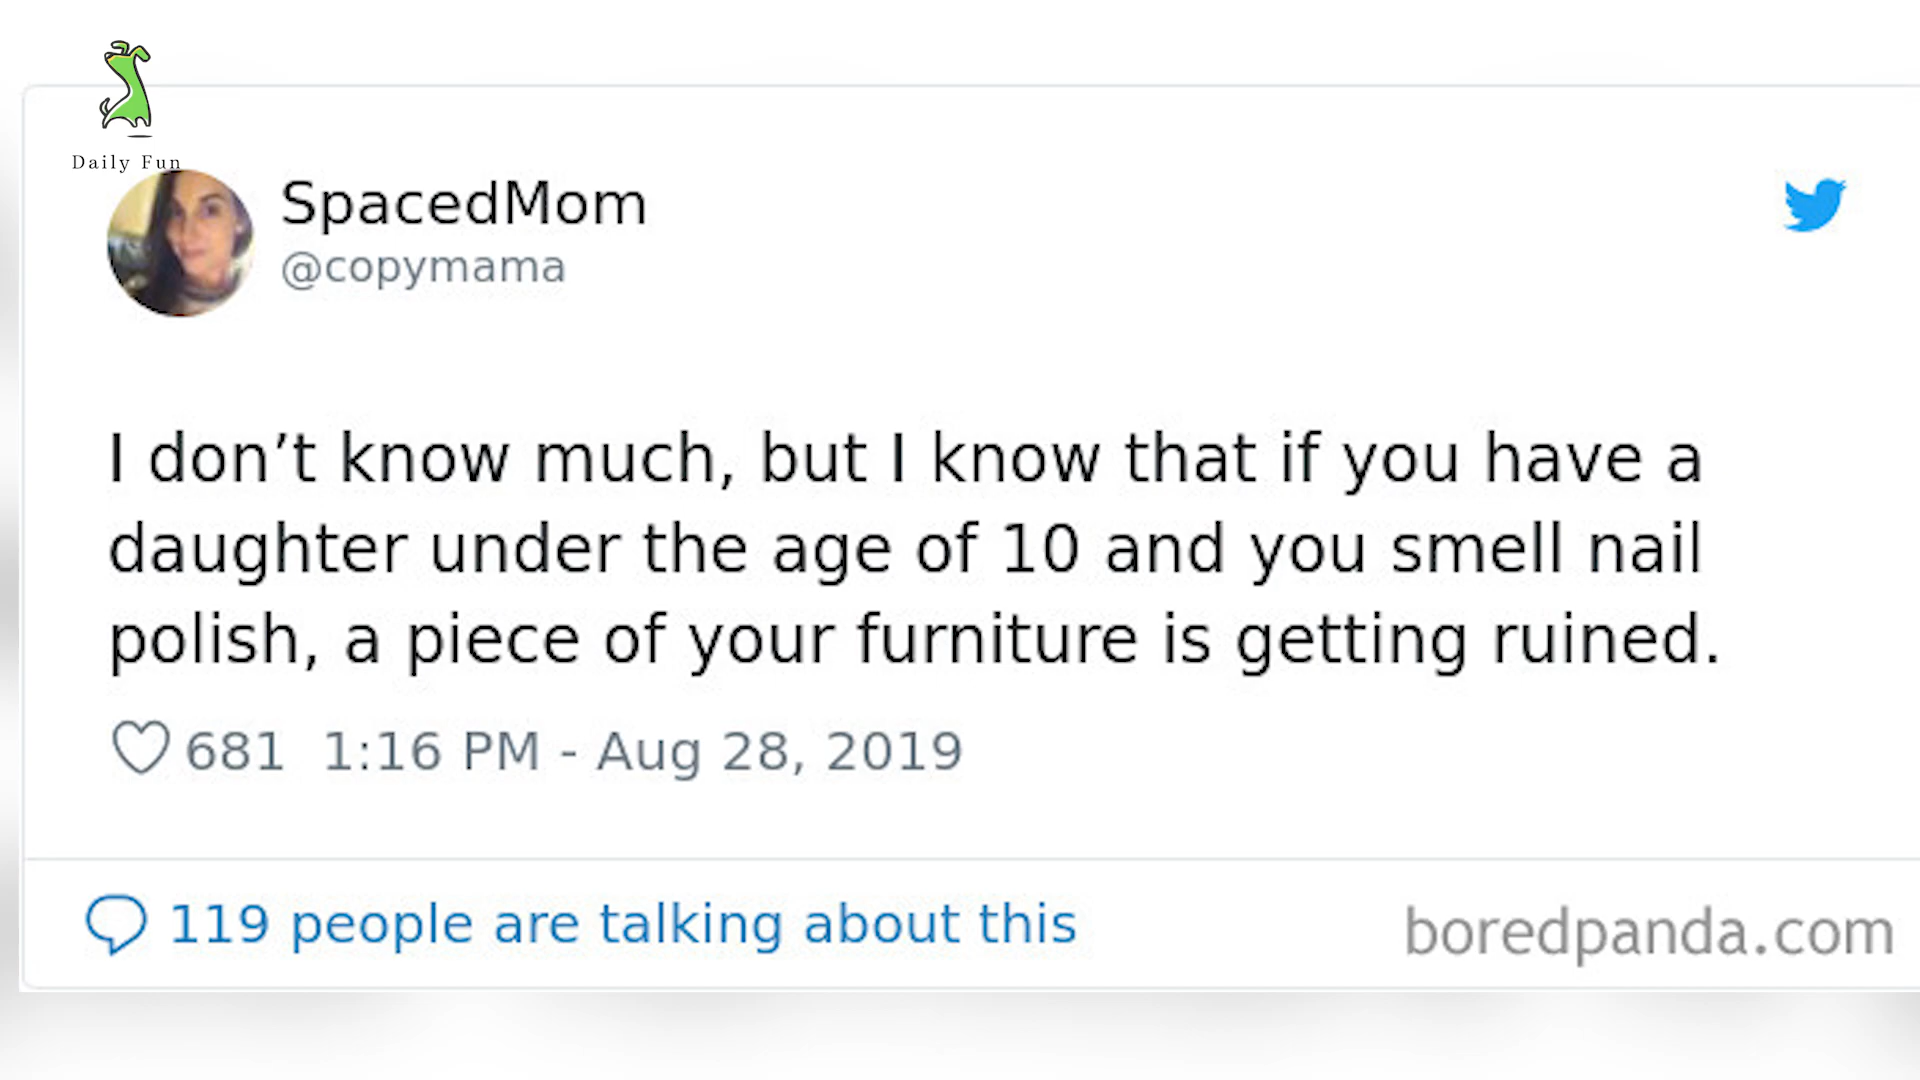 Daily Fun
SpacedMom
@copymama
I don’t know much, but I know that if you have a
daughter under the age of 10 and you smell nail
polish, a piece of your furniture is getting ruined.
681 1:16 PM - Aug 28, 2019
119 people are talking about this
boredpanda.com